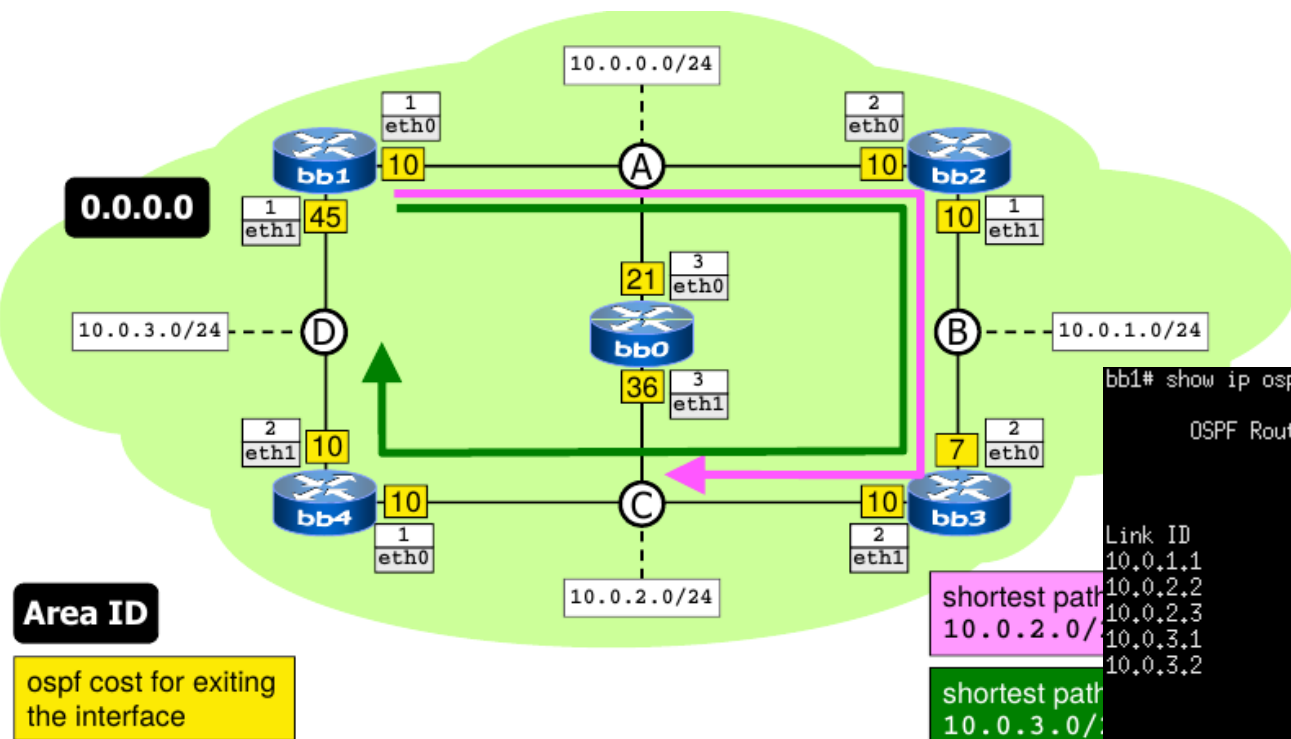 10.0.0.0/24
1
eth0
2
eth0
bb1
10
A
10
bb2
0.0.0.0
1
eth1
45
10
1
eth1
21
3
eth0
10.0.3.0/24
D
bb0
B
10.0.1.0/24
36
3
eth1
2
eth1
10
7
2
eth0
bb4
10
C
10
bb3
1
eth0
2
eth1
10.0.2.0/24
Area ID
ospf cost for exiting
the interface
shortest path
10.0.2.0/
shortest path
10.0.3.0/
bb1# show ip osp
OSPF Rout
Link ID
10.0.1.1
10.0.2.2
10.0.2.3
10.0.3.1
10.0.3.2